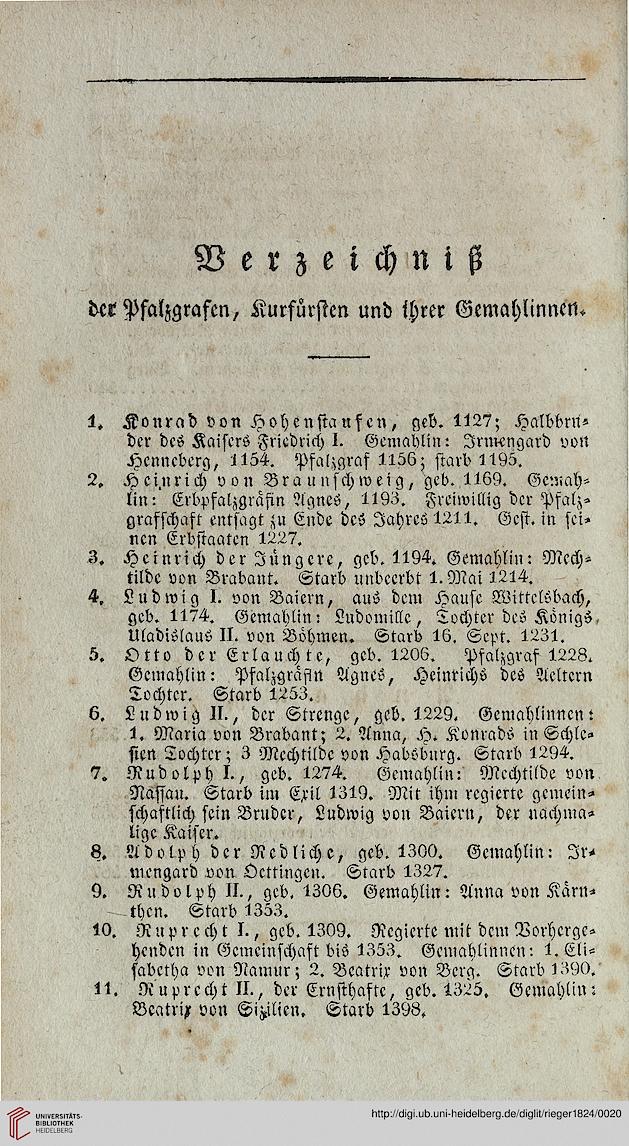 Verzeichniß
der Pfalzgrafen, Kurfürsten und ihrer Gemahlinnen.
1. Konrad von Hohenstaufen, geb. 1127; Halbbru-
der des Kaisers Friedrich I. Gemahlin: Irmengard von
Henneberg, 1154. Pfalzgraf 1156; starb 1195.
2. Heinrich von Braunschweig, geb. 1169. Gemah-
lin: Erbpfalzgräfin Agnes, 1193. Freiwillig der Pfalz-
grafschaft entsagt zu Ende des Jahres 1211. Gest. in sei-
nen Erbstaaten 1227.
3. Heinrich der Jüngere, geb. 1194. Gemahlin: Mech-
tilde von Brabant. Starb unbeerbt 1. Mai 1214.
4. Ludwig I. von Baiern, aus dem Hause Wittelsbach,
geb. 1174. Gemahlin: Ludomille, Tochter des Königs
Uladislaus II. von Böhmen. Starb 16. Sept. 1231.
5. Otto der Erlauchte, geb. 1206. Pfalzgraf 1228.
Gemahlin: Pfalzgräfin Agnes, Heinrichs des Aeltern
Tochter. Starb 1253.
6. Ludwig II., der Strenge, geb. 1229. Gemahlinnen:
1. Maria von Brabant; 2. Anna, H. Konrads in Schle-
sien Tochter; 3 Mechtilde von Habsburg. Starb 1294.
7. Rudolph I., geb. 1274. Gemahlin: Mechtilde von
Nassau. Starb im Exil 1319. Mit ihm regierte gemein-
schaftlich sein Bruder, Ludwig von Baiern, der nachma-
lige Kaiser.
8. Adolph der Redliche, geb. 1300. Gemahlin: Ir-
mengard von Oettingen. Starb 1327.
9. Rudolph II., geb. 1306. Gemahlin: Anna von Kärn-
then. Starb 1353.
10. Ruprecht I., geb. 1309. Regierte mit dem Vorherge-
henden in Gemeinschaft bis 1353. Gemahlinnen: 1. Eli-
sabetha von Namur; 2. Beatrix von Berg. Starb 1390.
11. Ruprecht II., der Ernsthafte, geb. 1325. Gemahlin:
Beatrix von Sizilien. Starb 1398.
UNIVERSITÄTS-
BIBLIOTHEK
HEIDELBERG
http://digi.ub.uni-heidelberg.de/diglit/rieger1824/0020